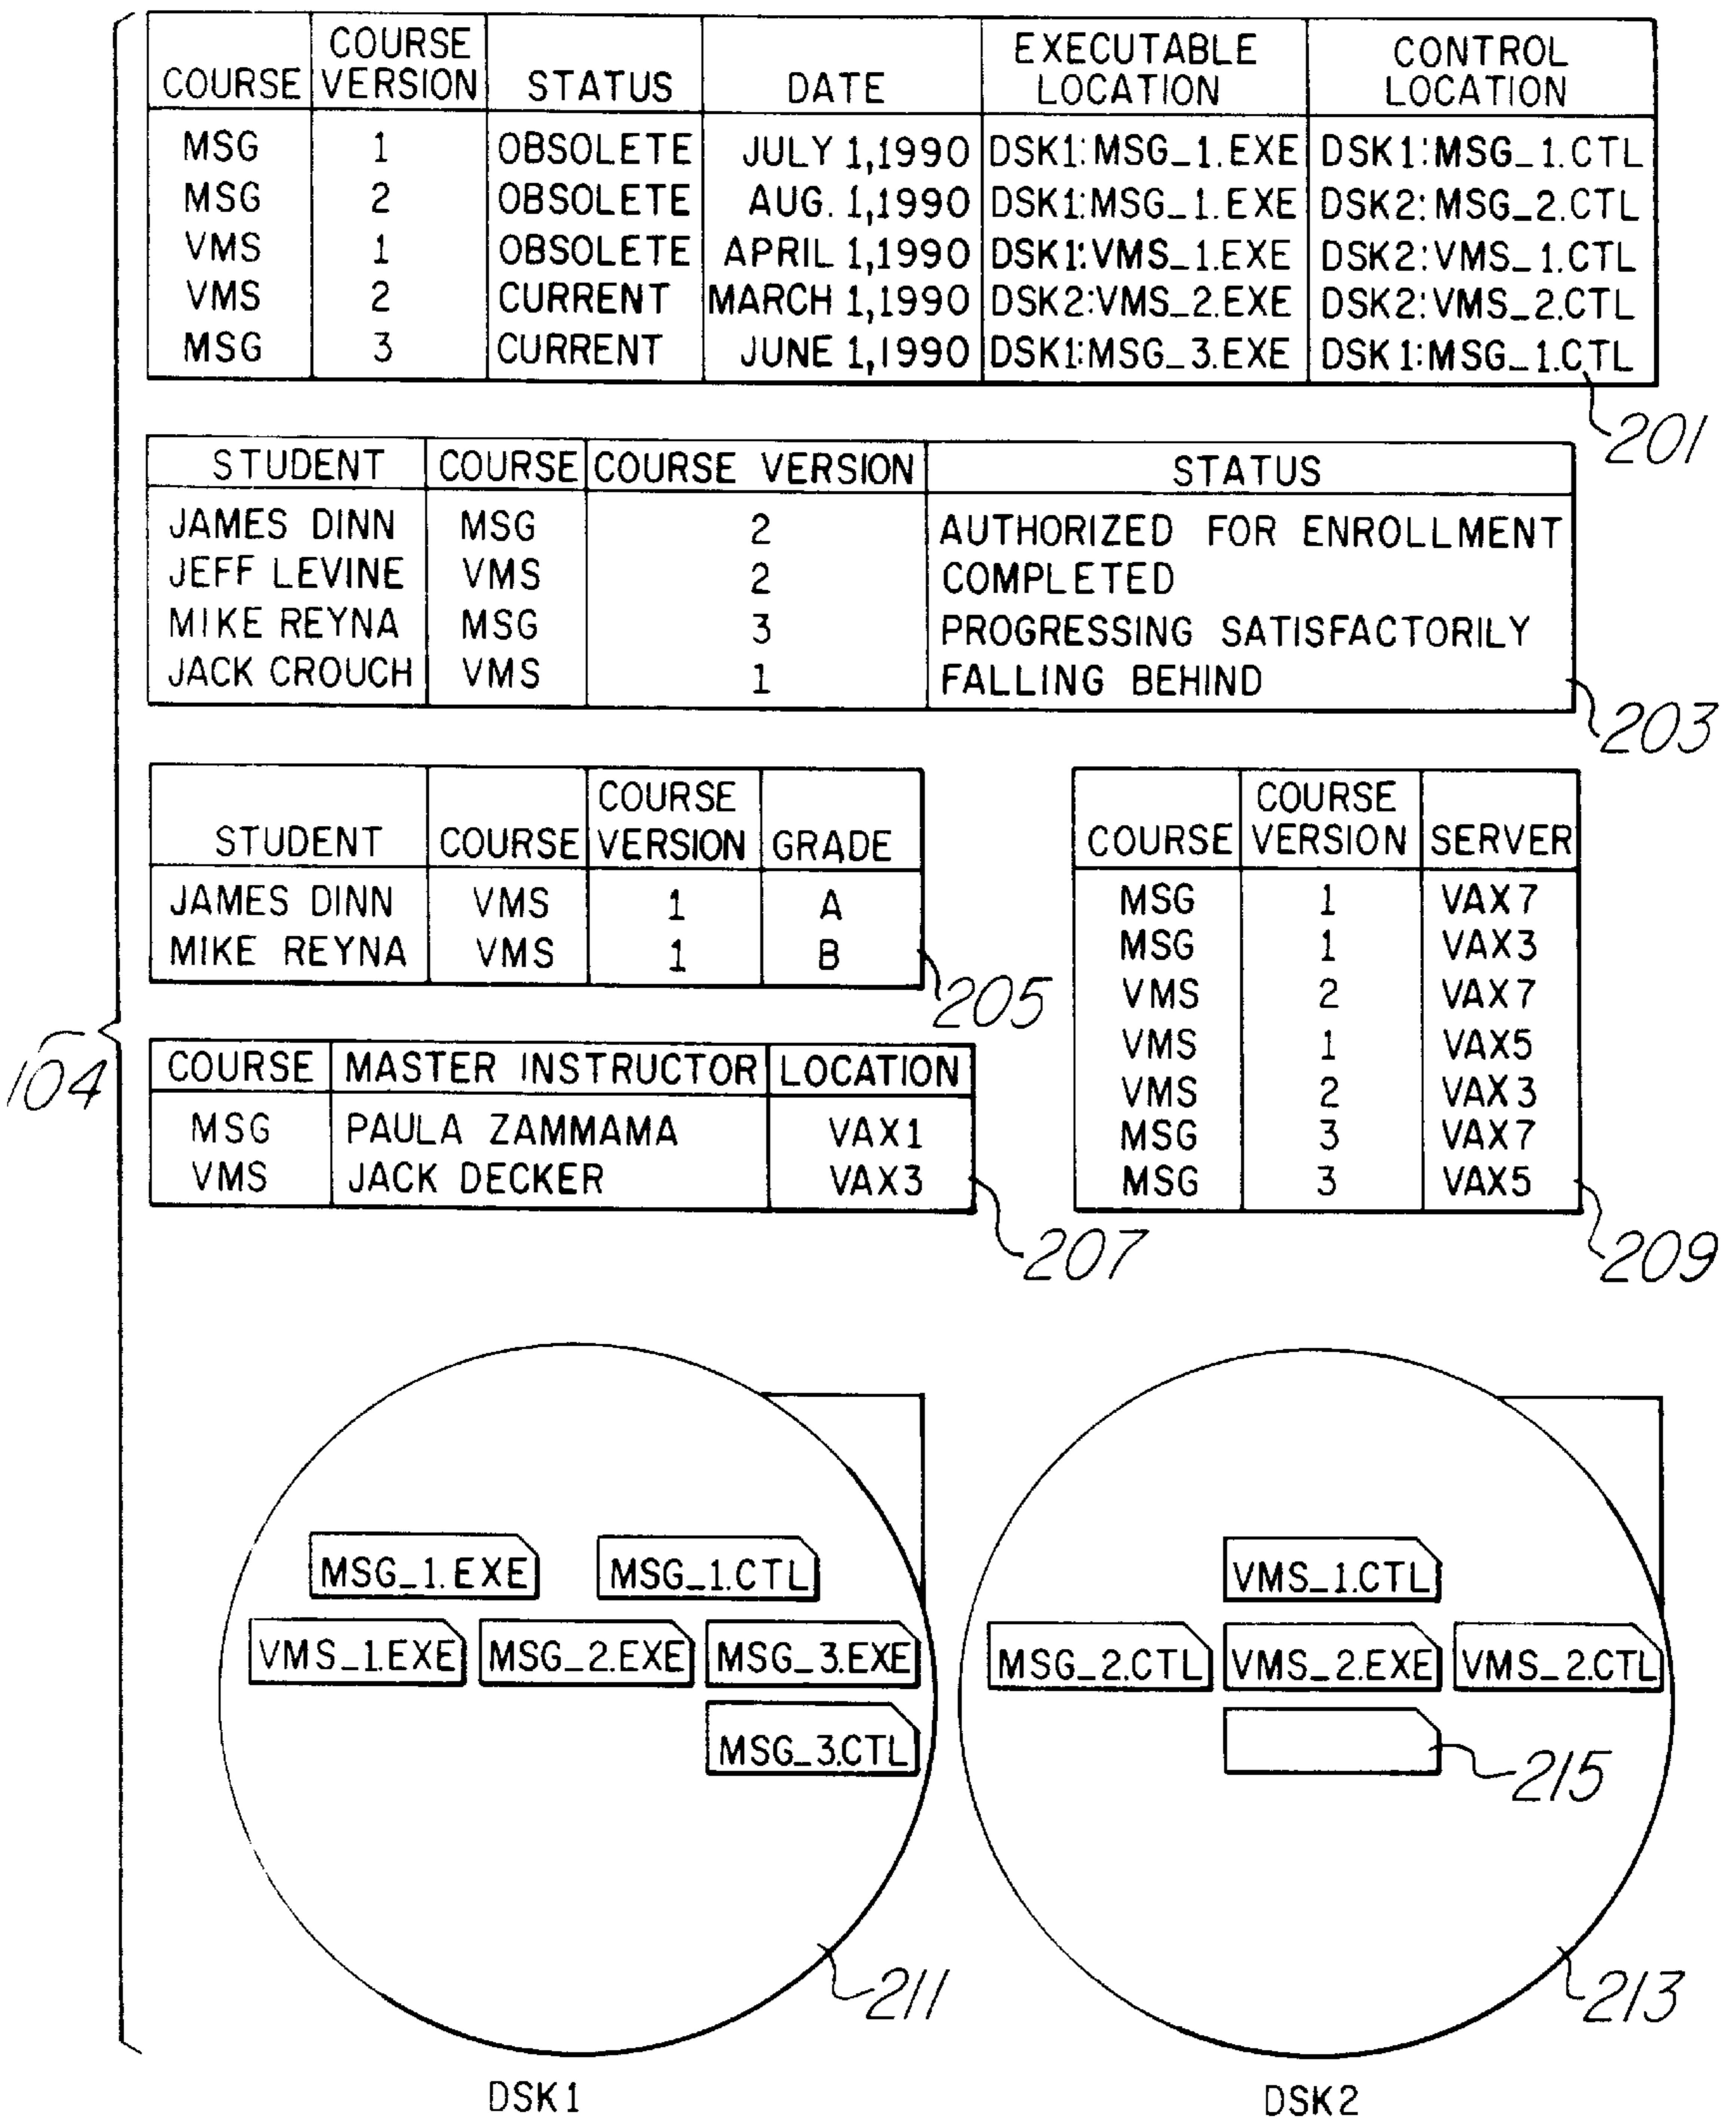 COURSE COURSE VERSION STATUS DATE EXECUTABLE LOCATION CONTROL LOCATION
MSG 1 OBSOLETE JULY 1,1990 DSK1:MSG_1.EXE DSK1:MSG_1.CTL
MSG 2 OBSOLETE AUG. 1,1990 DSK1:MSG_1.EXE DSK2:MSG_2.CTL
VMS 1 OBSOLETE APRIL 1,1990 DSK1:VMS_1.EXE DSK2:VMS_1.CTL
VMS 2 CURRENT MARCH 1,1990 DSK2:VMS_2.EXE DSK2:VMS_2.CTL
MSG 3 CURRENT JUNE 1,1990 DSK1:MSG_3.EXE DSK1:MSG_1.CTL
201
STUDENT COURSE COURSE VERSION STATUS
JAMES DINN MSG 2 AUTHORIZED FOR ENROLLMENT
JEFF LEVINE VMS 2 COMPLETED
MIKE REYNA MSG 3 PROGRESSING SATISFACTORILY
JACK CROUCH VMS 1 FALLING BEHIND
203
STUDENT COURSE COURSE VERSION GRADE
JAMES DINN VMS 1 A
MIKE REYNA VMS 1 B
205
COURSE COURSE VERSION SERVER
MSG 1 VAX7
MSG 1 VAX3
VMS 2 VAX7
VMS 1 VAX5
VMS 2 VAX3
MSG 3 VAX7
MSG 3 VAX5
209
104
COURSE MASTER INSTRUCTOR LOCATION
MSG PAULA ZAMMAMA VAX1
VMS JACK DECKER VAX3
207
MSG_1.EXE MSG_1.CTL
VMS_1.EXE MSG_2.EXE MSG_3.EXE
MSG_3.CTL
211
DSK1
VMS_1.CTL
MSG_2.CTL VMS_2.EXE VMS_2.CTL
215
213
DSK2